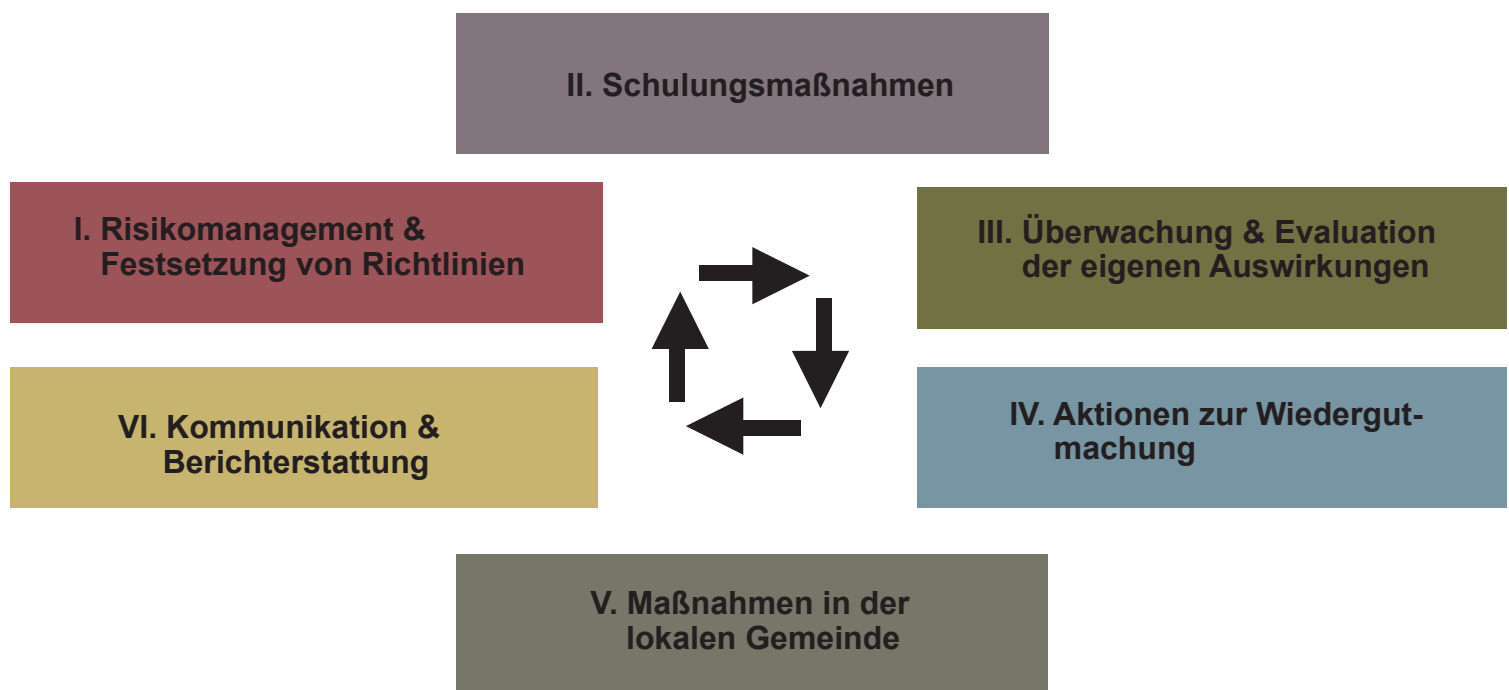 II. Schulungsmaßnahmen
I. Risikomanagement &
Festsetzung von Richtlinien
III. Überwachung & Evaluation
der eigenen Auswirkungen
VI. Kommunikation &
Berichterstattung
IV. Aktionen zur Wiedergut-
machung
V. Maßnahmen in der
lokalen Gemeinde